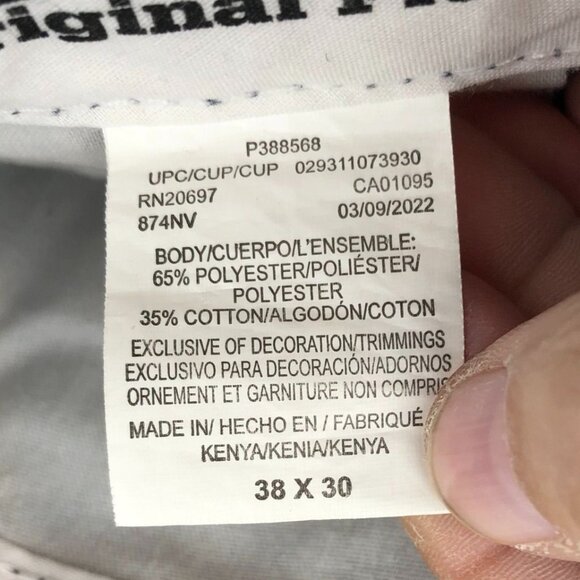 P388568
UPC/CUP/CUP 029311073930
RN20697 CA01095
874NV 03/09/2022
BODY/CUERPO/L'ENSEMBLE:
65% POLYESTER/POLIÉSTER/
POLYESTER
35% COTTON/ALGODÓN/COTON
EXCLUSIVE OF DECORATION/TRIMMINGS
EXCLUSIVO PARA DECORACIÓN/ADORNOS
ORNEMENT ET GARNITURE NON COMPRIS
MADE IN/ HECHO EN / FABRIQUÉ
KENYA/KENIA/KENYA
38 X 30